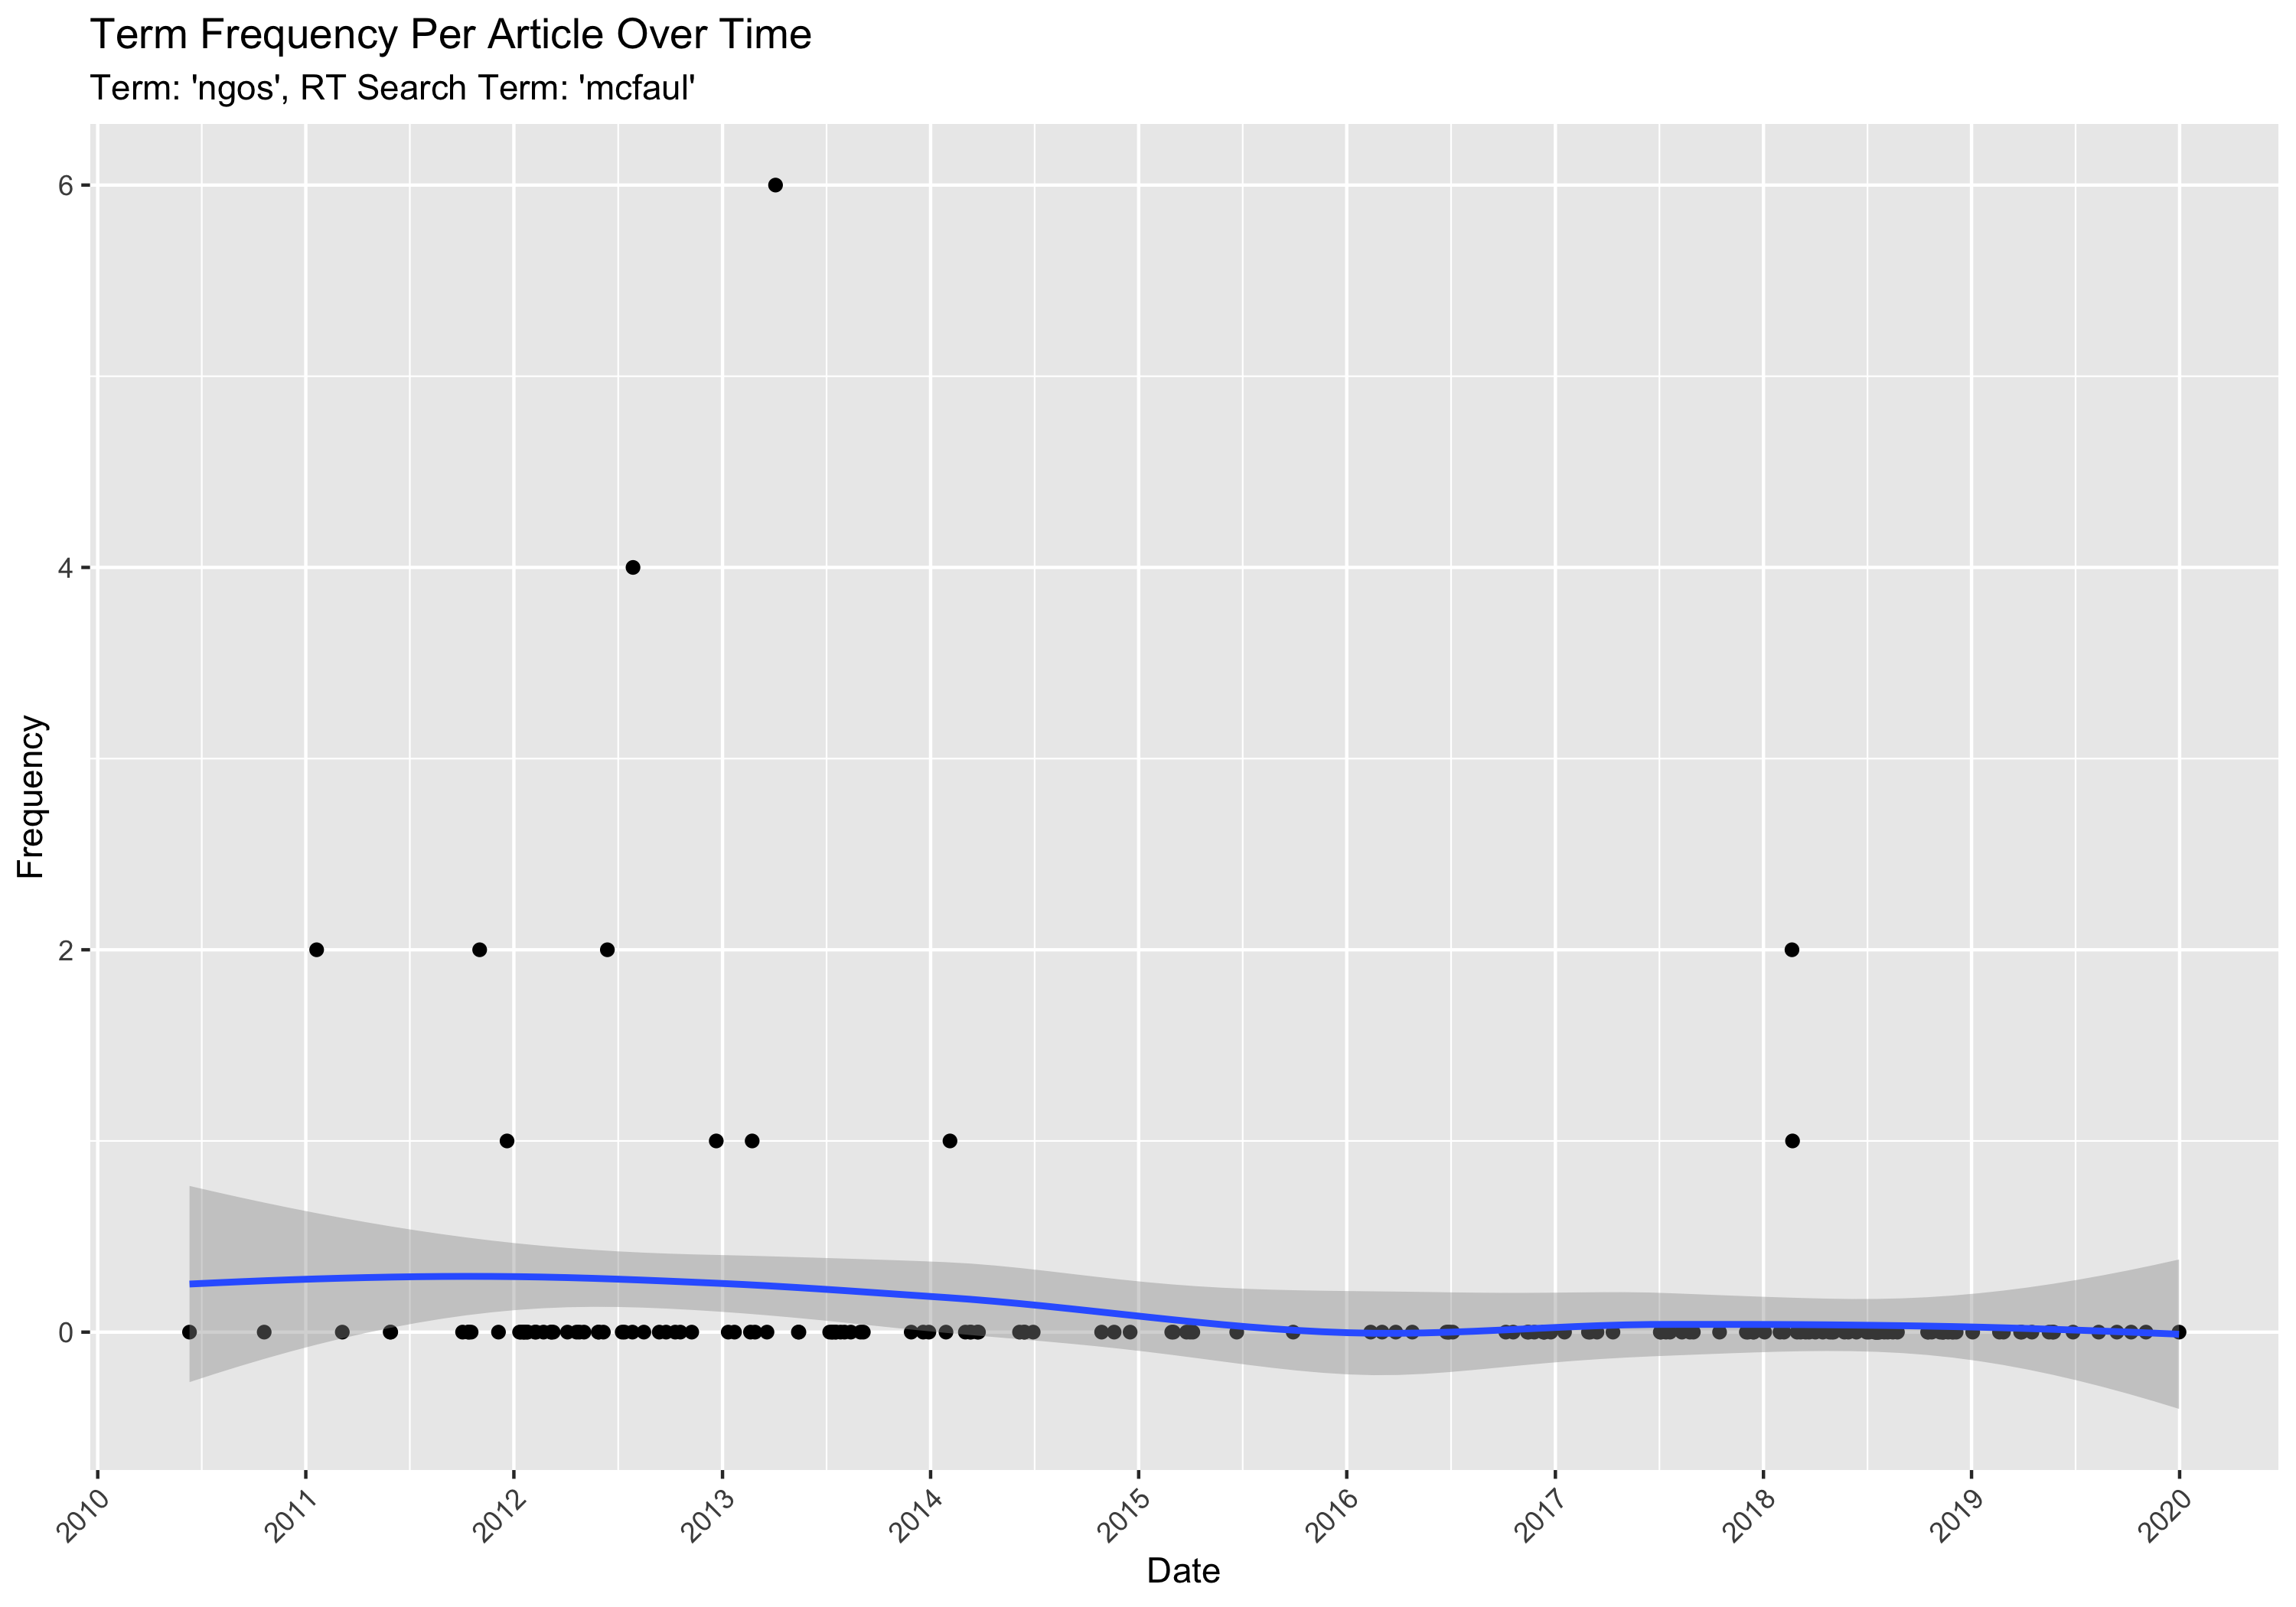 Term Frequency Per Article Over Time
Term: 'ngos', RT Search Term: 'mcfaul'
Frequency
6
4
2
0
2010 2011 2012 2013 2014 2015 2016 2017 2018 2019 2020
Date